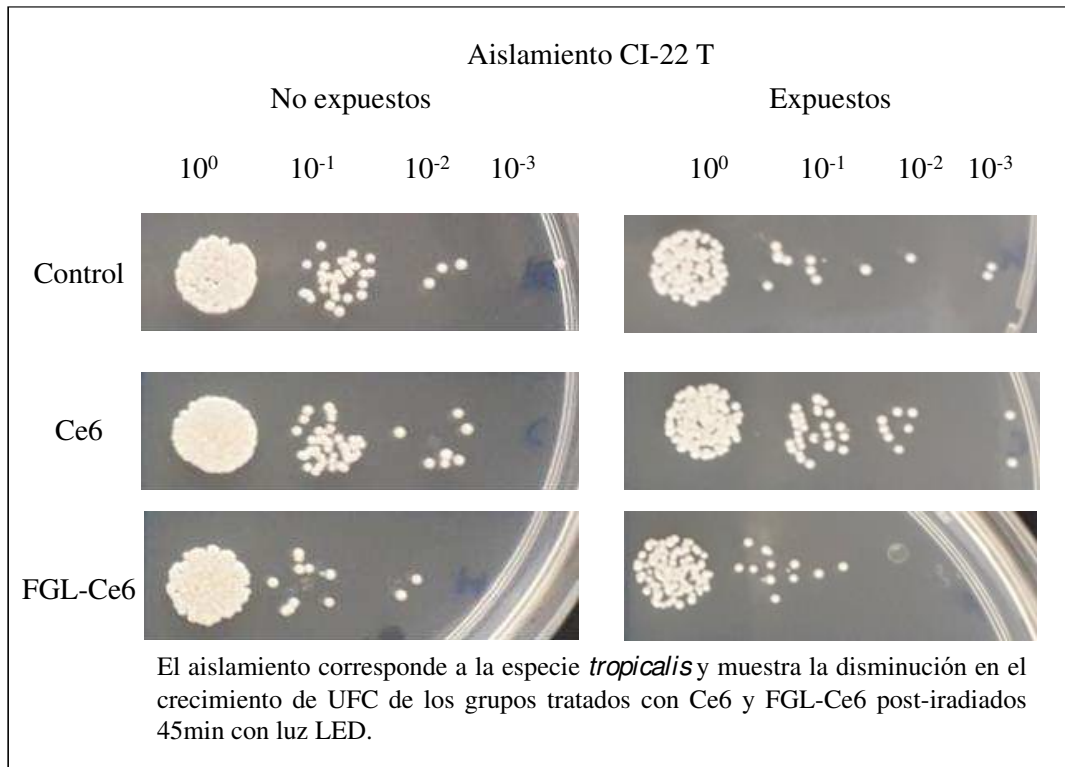 Aislamiento CI-22 T
No expuestos Expuestos
10⁰ 10⁻¹ 10⁻² 10⁻³ 10⁰ 10⁻¹ 10⁻² 10⁻³
Control
Ce6
FGL-Ce6
El aislamiento corresponde a la especie tropicalis y muestra la disminución en el
crecimiento de UFC de los grupos tratados con Ce6 y FGL-Ce6 post-iradiados
45min con luz LED.